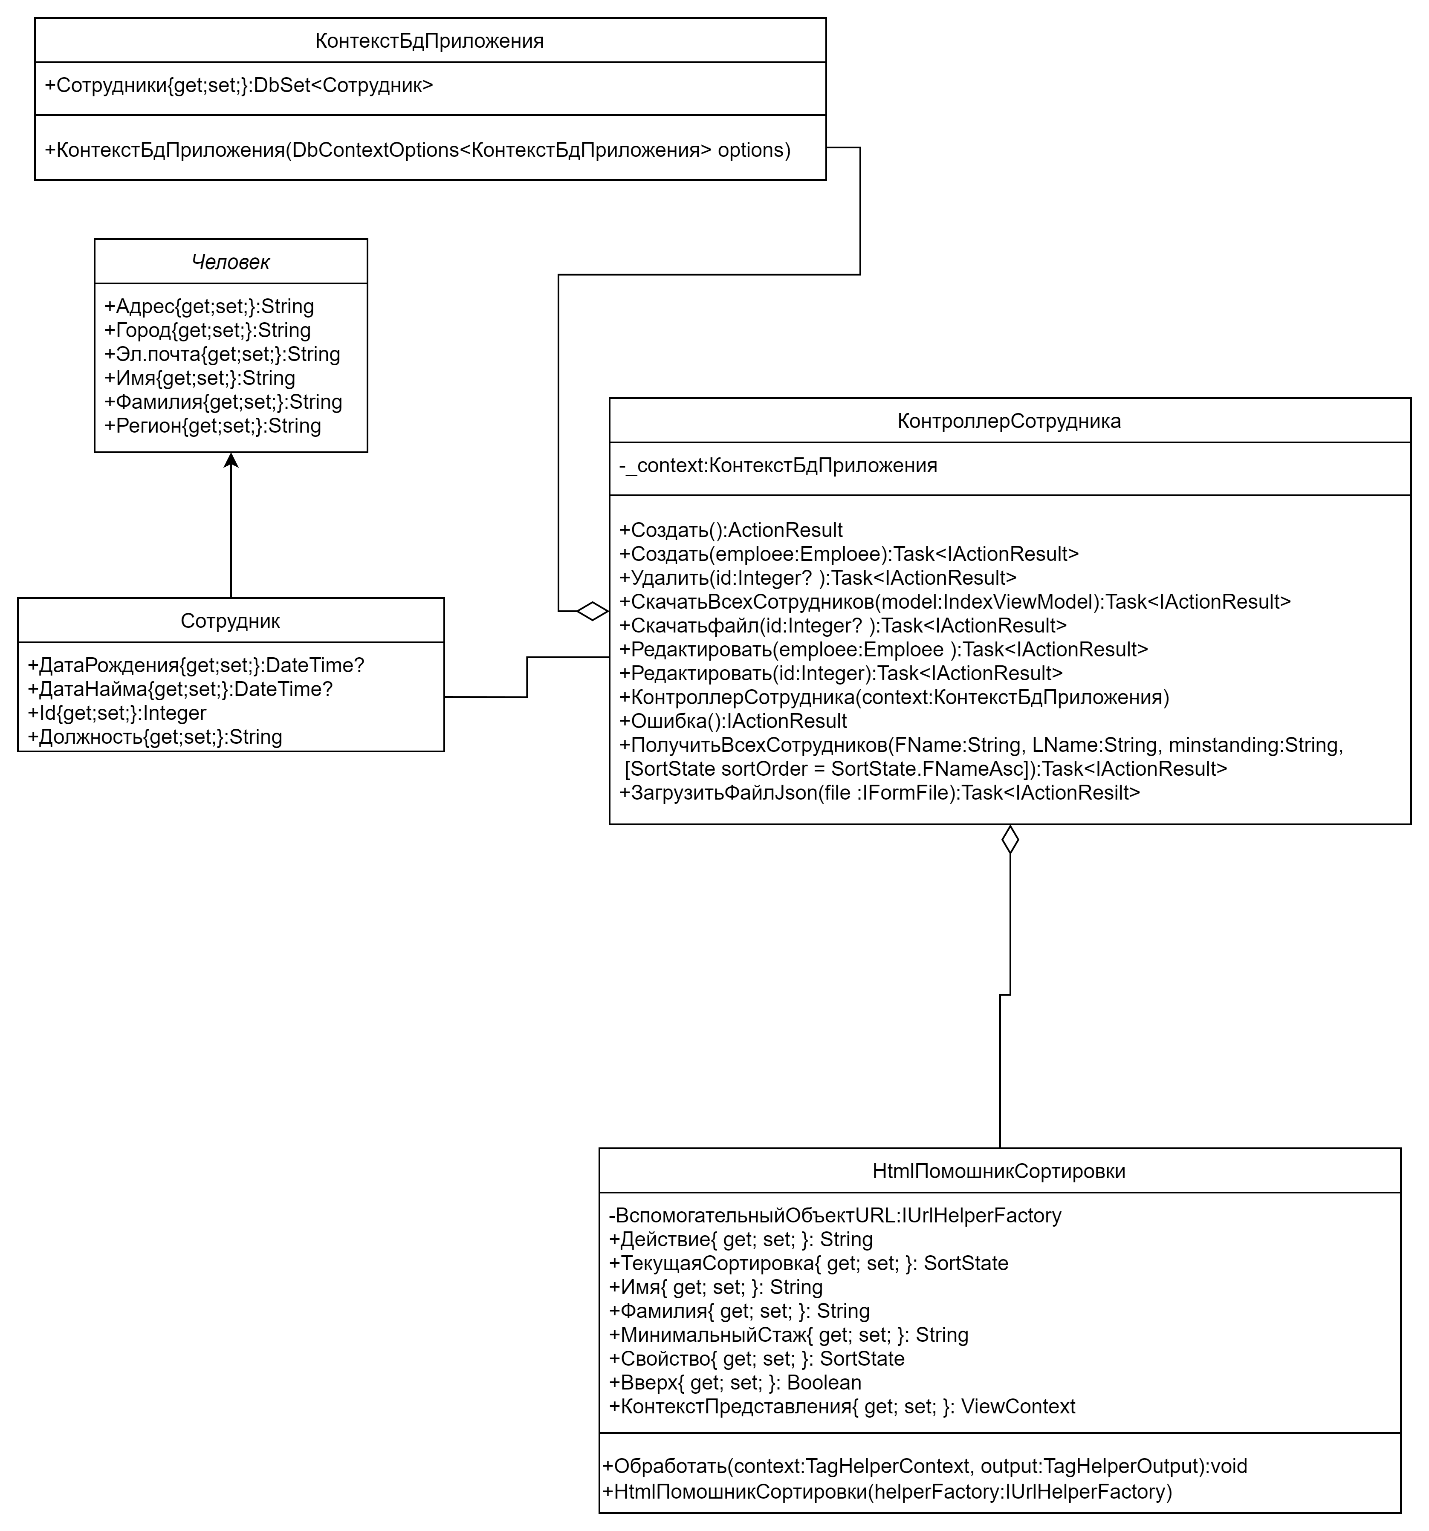 КонтекстБдПриложения
+Сотрудники{get;set;}:DbSet<Сотрудник>
+КонтекстБдПриложения(DbContextOptions<КонтекстБдПриложения> options)
Человек
+Адрес{get;set;}:String
+Город{get;set;}:String
+Эл.почта{get;set;}:String
+Имя{get;set;}:String
+Фамилия{get;set;}:String
+Регион{get;set;}:String
КонтроллерСотрудника
-_context:КонтекстБдПриложения
+Создать():ActionResult
+Создать(emploee:Emploee):Task<IActionResult>
+Удалить(id:Integer? ):Task<IActionResult>
+СкачатьВсехСотрудников(model:IndexViewModel):Task<IActionResult>
+Скачатьфайл(id:Integer? ):Task<IActionResult>
+Редактировать(emploee:Emploee ):Task<IActionResult>
+Редактировать(id:Integer):Task<IActionResult>
+КонтроллерСотрудника(context:КонтекстБдПриложения)
+Ошибка():IActionResult
+ПолучитьВсехСотрудников(FName:String, LName:String, minstanding:String,
[SortState sortOrder = SortState.FNameAsc]):Task<IActionResult>
+ЗагрузитьФайлJson(file :IFormFile):Task<IActionResilt>
Сотрудник
+ДатаРождения{get;set;}:DateTime?
+ДатаНайма{get;set;}:DateTime?
+Id{get;set;}:Integer
+Должность{get;set;}:String
HtmlПомошникСортировки
-ВспомогательныйОбъектURL:IUrlHelperFactory
+Действие{ get; set; }: String
+ТекущаяСортировка{ get; set; }: SortState
+Имя{ get; set; }: String
+Фамилия{ get; set; }: String
+МинимальныйСтаж{ get; set; }: String
+Свойство{ get; set; }: SortState
+Вверх{ get; set; }: Boolean
+КонтекстПредставления{ get; set; }: ViewContext
+Обработать(context:TagHelperContext, output:TagHelperOutput):void
+HtmlПомошникСортировки(helperFactory:IUrlHelperFactory)